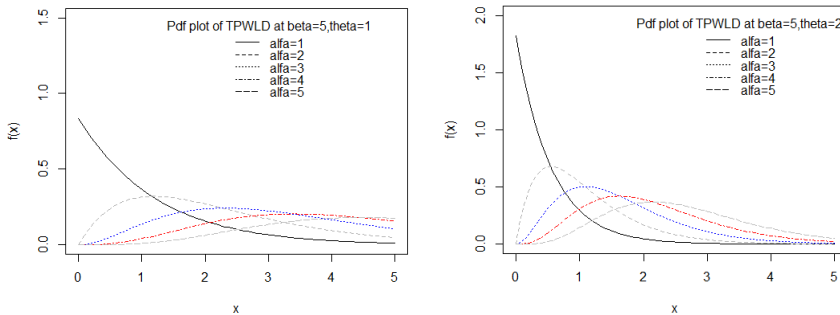 Pdf plot of TPWLD at beta=5,theta=1
alfa=1
alfa=2
alfa=3
alfa=4
alfa=5
f(x)
1.5
1.0
0.5
0.0
0 1 2 3 4 5
x
Pdf plot of TPWLD at beta=5,theta=2
alfa=1
alfa=2
alfa=3
alfa=4
alfa=5
f(x)
2.0
1.5
1.0
0.5
0.0
0 1 2 3 4 5
x